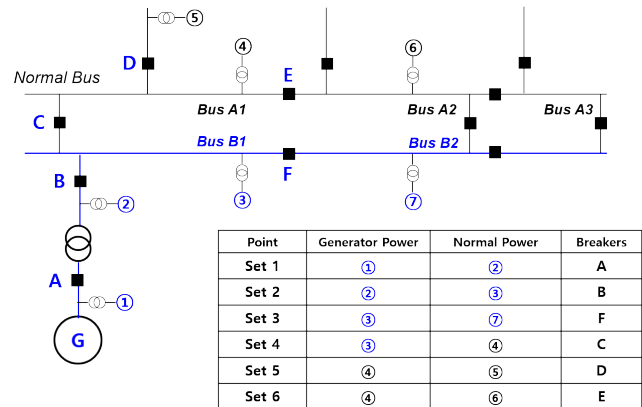 ⑤
④ ⑥
D
E
Normal Bus
Bus A1 Bus A2 Bus A3
C
Bus B1 Bus B2
F
B
② ③ ⑦
A
①
G
Point Generator Power Normal Power Breakers
Set 1 ① ② A
Set 2 ② ③ B
Set 3 ③ ⑦ F
Set 4 ③ ④ C
Set 5 ④ ⑤ D
Set 6 ④ ⑥ E